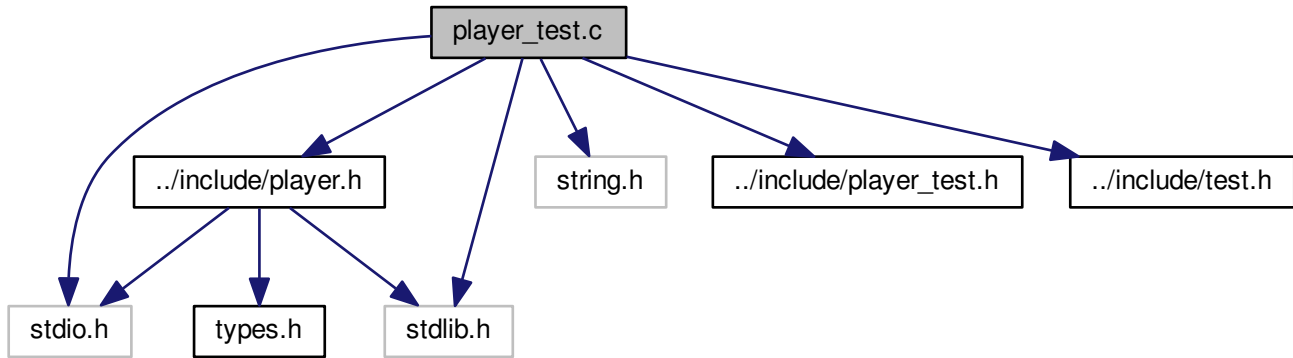 player_test.c
../include/player.h
string.h
../include/player_test.h
../include/test.h
stdio.h
types.h
stdlib.h